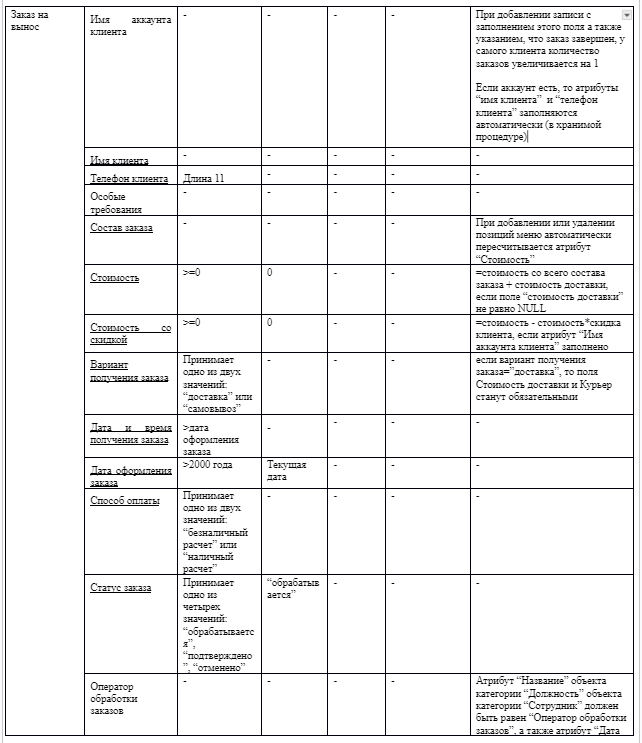 Заказ на
вынос
Имя аккаунта
клиента
-
-
-
-
При добавлении записи с
заполнением этого поля а также
указанием, что заказ завершен, у
самого клиента количество
заказов увеличивается на 1
Если аккаунт есть, то атрибуты
“имя клиента” и “телефон
клиента” заполняются
автоматически (в хранимой
процедуре)
Имя клиента
-
-
-
-
-
Телефон клиента
Длина 11
-
-
-
-
Особые
требования
-
-
-
-
-
Состав заказа
-
-
-
-
При добавлении или удалении
позиций меню автоматически
пересчитывается атрибут
“Стоимость”
Стоимость
>=0
0
-
-
=стоимость со всего состава
заказа + стоимость доставки,
если поле “стоимость доставки”
не равно NULL
Стоимость со
скидкой
>=0
0
-
-
=стоимость - стоимость*скидка
клиента, если атрибут “Имя
аккаунта клиента” заполнено
Вариант
получения заказа
Принимает
одно из двух
значений:
“доставка” или
“самовывоз”
-
-
-
если вариант получения
заказа=”доставка”, то поля
Стоимость доставки и Курьер
станут обязательными
Дата и время
получения заказа
>дата
оформления
заказа
-
-
-
-
Дата оформления
заказа
>2000 года
Текущая
дата
-
-
-
Способ оплаты
Принимает
одно из двух
значений:
“безналичный
расчет” или
“наличный
расчет”
-
-
-
-
Статус заказа
Принимает
одно из
четырех
значений:
“обрабатываетс
я”,
“подтверждено
”, “отменено”
“обрабатыв
ается”
-
-
-
Оператор
обработки
заказов
-
-
-
-
Атрибут “Название” объекта
категории “Должность” объекта
категории “Сотрудник” должен
быть равен “Оператор обработки
заказов”, а также атрибут “Дата